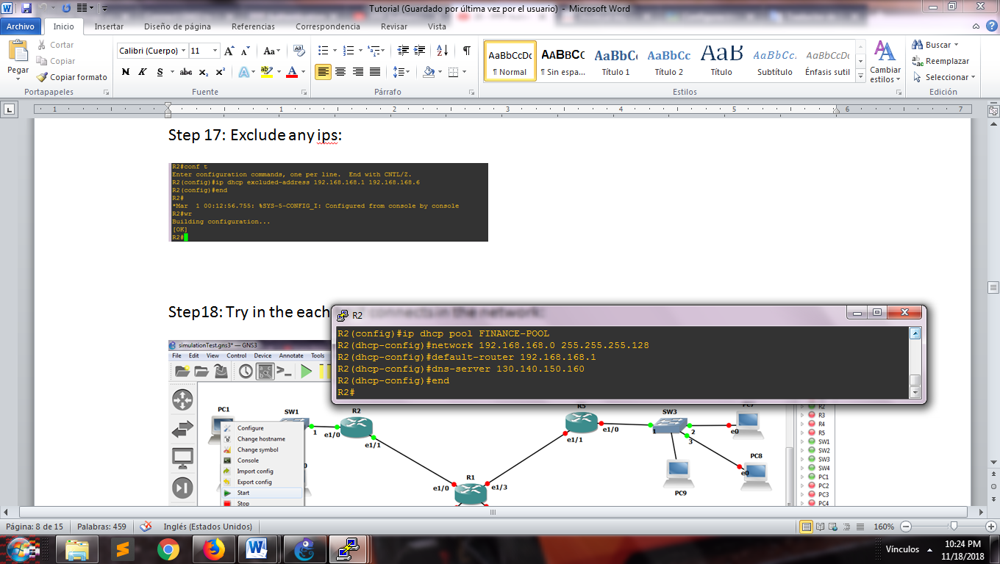 Tutorial (Guardado por última vez por el usuario) - Microsoft Word
Archivo Inicio Insertar Diseño de página Referencias Correspondencia Revisar Vista
Pegar
Cortar
Copiar
Copiar formato
Portapapeles
Calibri (Cuerpo) 11
N K S abc x₂ x²
Fuente
Párrafo
AaBbCcDc AaBbCc AaBbC AaBbCc AaB AaBbCc. AaBbCcDc
¶ Normal ¶ Sin espa... Título 1 Título 2 Título Subtítulo Énfasis sutil
Cambiar estilos
Estilos
Buscar
Reemplazar
Seleccionar
Edición
1 1 2 3 4 5 6 7
Step 17: Exclude any ips:
R2#conf t
Enter configuration commands, one per line. End with CNTL/Z.
R2(config)#ip dhcp excluded-address 192.168.168.1 192.168.168.6
R2(config)#end
R2#
*Mar 1 00:12:56.755: %SYS-5-CONFIG_I: Configured from console by console
R2#wr
Building configuration...
[OK]
R2#
Step18: Try in the each connects in the network:
R2
R2(config)#ip dhcp pool FINANCE-POOL
R2(dhcp-config)#network 192.168.168.0 255.255.255.128
R2(dhcp-config)#default-router 192.168.168.1
R2(dhcp-config)#dns-server 130.140.150.160
R2(dhcp-config)#end
R2#
simulationTest.gns3* — GNS3
File Edit View Control Device Annotate Tools
PC1 SW1 R2 R5 SW3 PC7
1 e1/0 e1/1 e1/1 e1/0 1 2 3 e0
PC8
e0
PC9
R1
e1/0 e1/3
Configure
Change hostname
Change symbol
Console
Import config
Export config
Start
Stop
R2
R3
R4
R5
SW1
SW2
SW3
SW4
PC1
PC2
PC3
PC4
Página: 8 de 15 Palabras: 459 Inglés (Estados Unidos) 160%
Vínculos
10:24 PM
11/18/2018